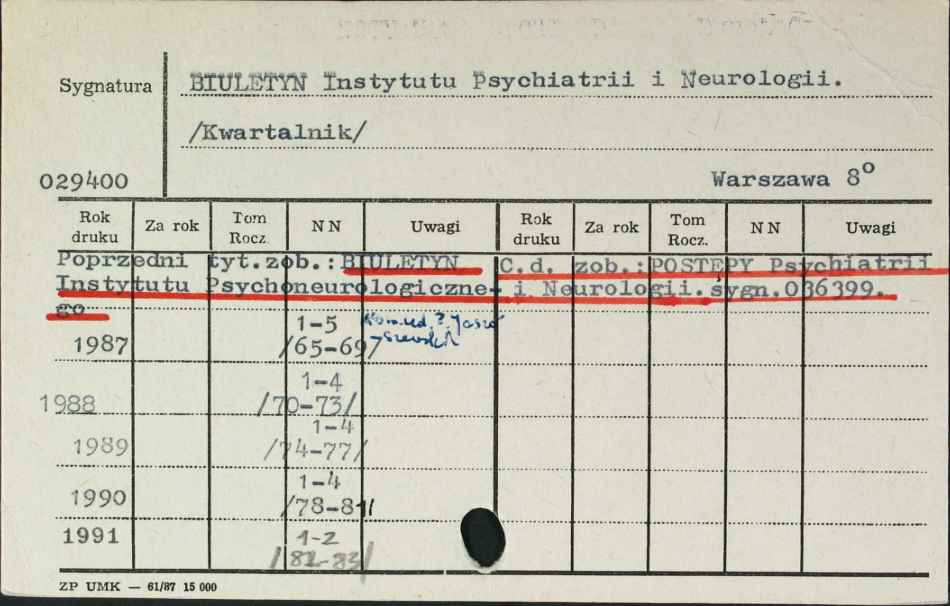 Sygnatura
BIULETYN Instytutu Psychiatrii i Neurologii.
/Kwartalnik/
029400
Warszawa 8º
Rok druku Za rok Tom Rocz. NN Uwagi Rok druku Za rok Tom Rocz. NN Uwagi
Poprzedni tyt.zob.:BIULETYN C.d. zob.:POSTĘPY Psychiatrii
Instytutu Psychoneurologiczne- i Neurologii.sygn.036399.
go
1-5
1987 /65-69/
1-4
1988 /70-73/
1-4
1989 /74-77/
1-4
1990 /78-81/
1991 1-2
/82-83/
ZP UMK — 61/87 15 000